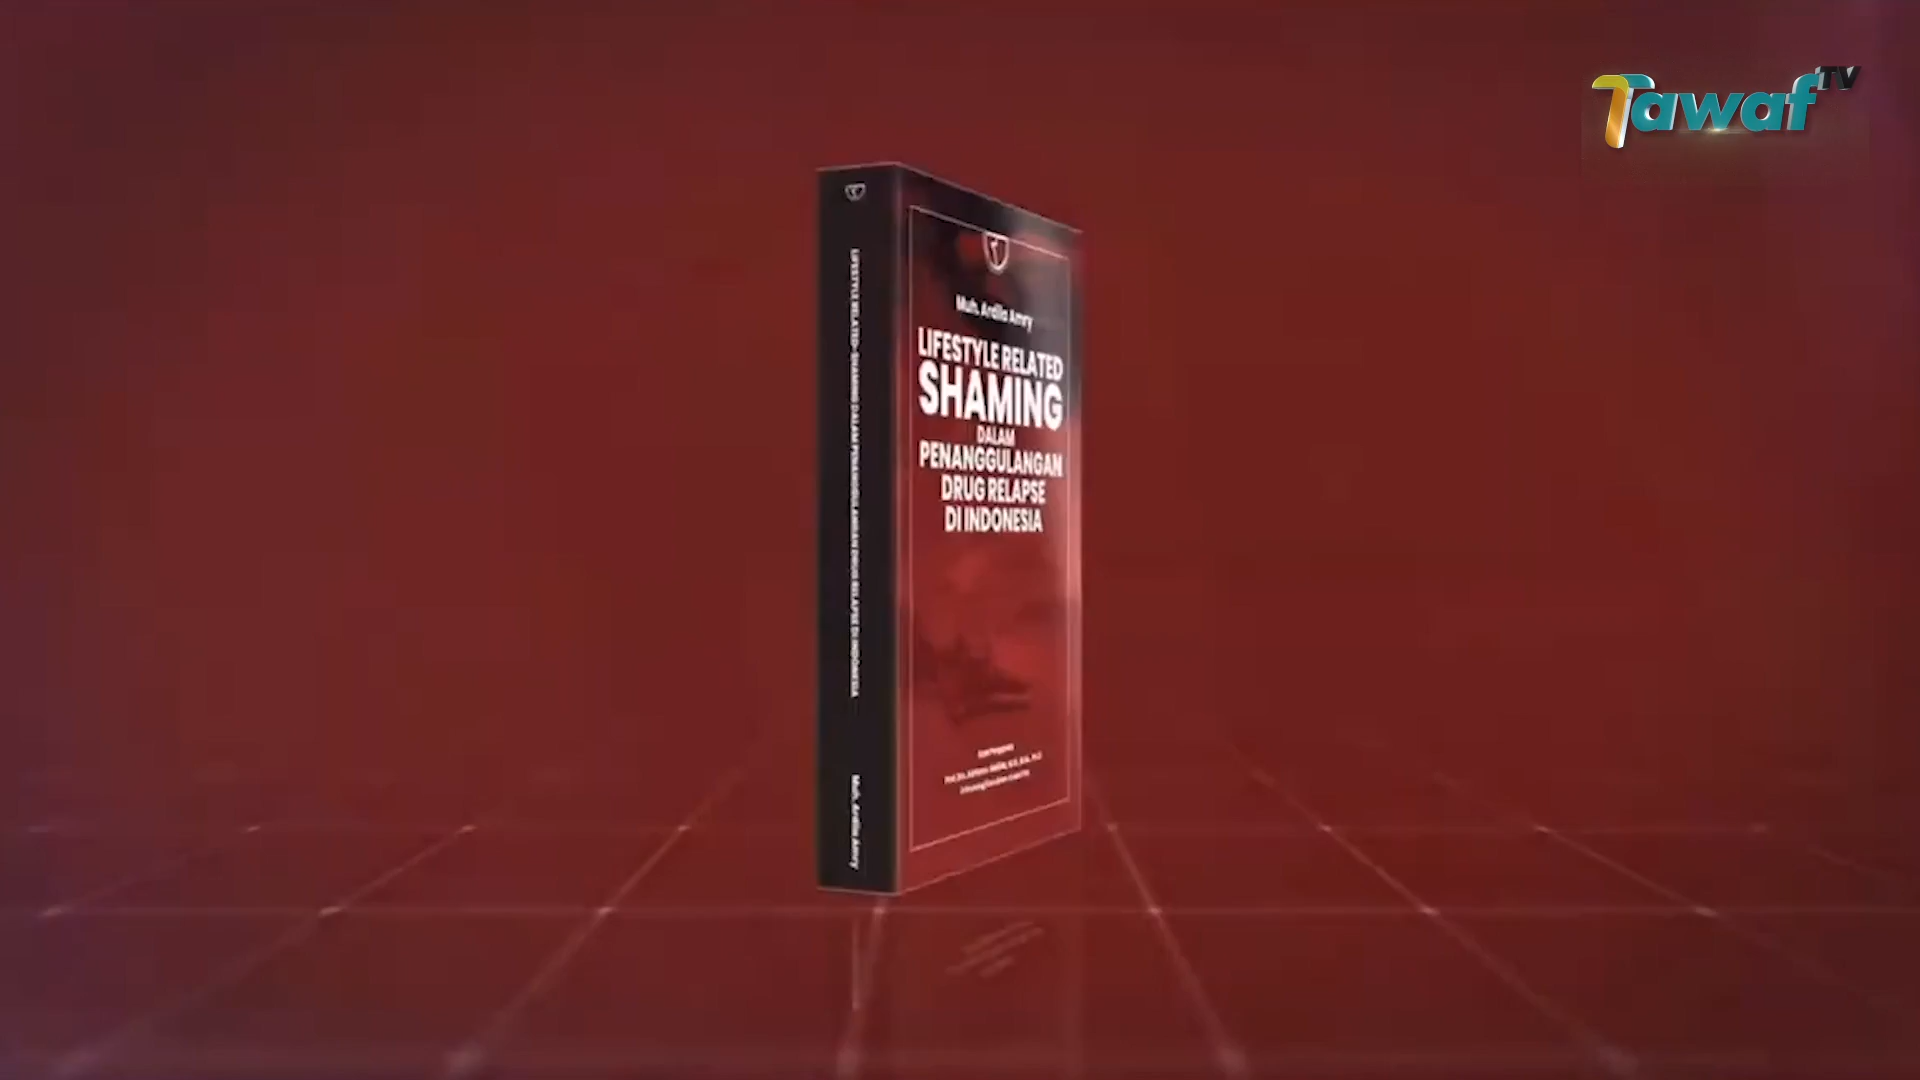 Tawaf TV
Muh. Ardila Amry
LIFESTYLE RELATED
SHAMING
DALAM
PENANGGULANGAN
DRUG RELAPSE
DI INDONESIA
LIFESTYLE RELATED SHAMING DALAM PENANGGULANGAN DRUG RELAPSE DI INDONESIA
Muh. Ardila Amry